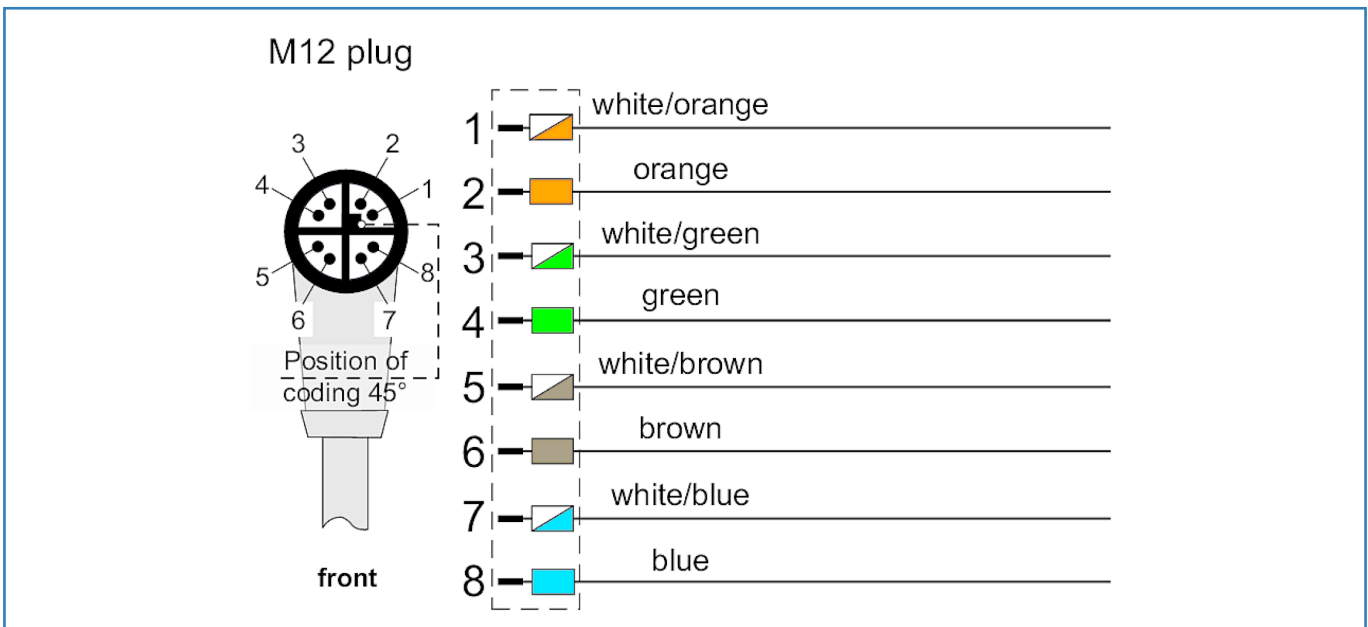 M12 plug
3
2
4
1
5
8
6
7
Position of
coding 45°
front
1 white/orange
2 orange
3 white/green
4 green
5 white/brown
6 brown
7 white/blue
8 blue